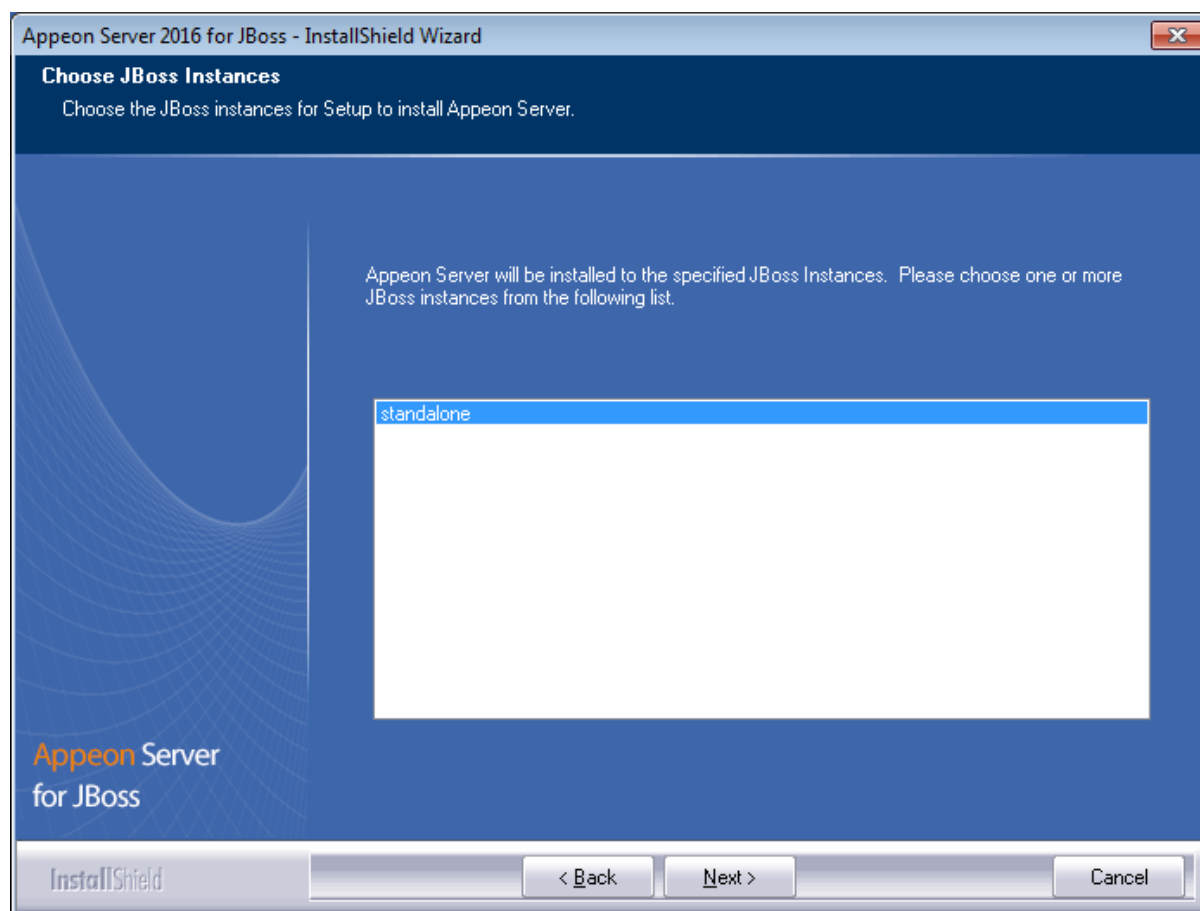 Appeon Server 2016 for JBoss - InstallShield Wizard
Choose JBoss Instances
Choose the JBoss instances for Setup to install Appeon Server.
Appeon Server will be installed to the specified JBoss Instances.  Please choose one or more
JBoss instances from the following list.
standalone
Appeon Server
for JBoss
InstallShield
< Back
Next >
Cancel